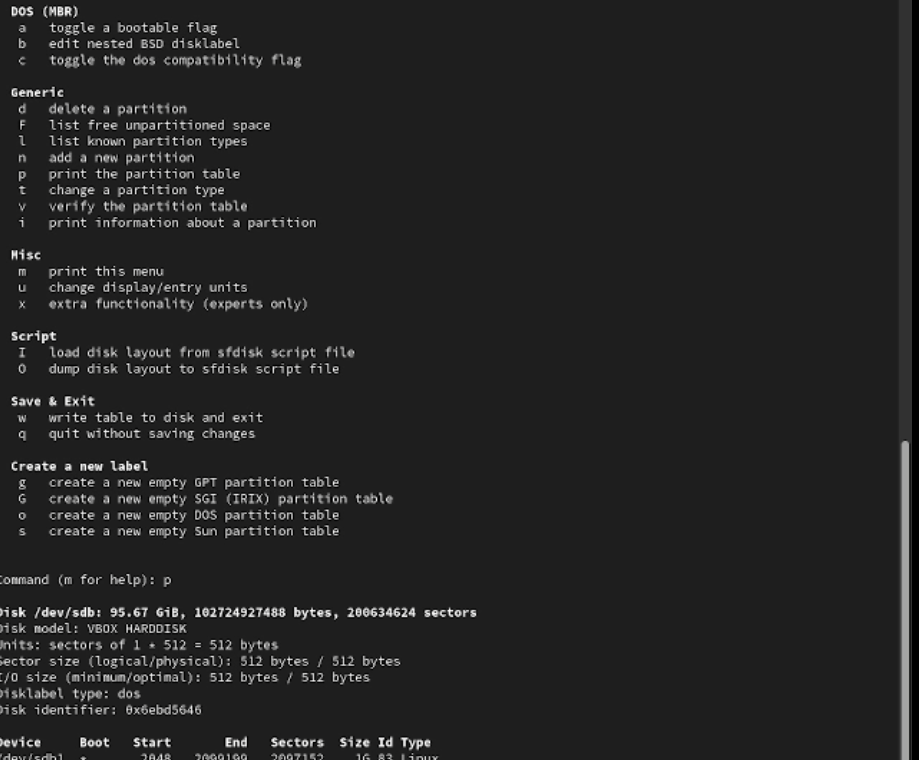 DOS (MBR)
a toggle a bootable flag
b edit nested BSD disklabel
c toggle the dos compatibility flag
Generic
d delete a partition
F list free unpartitioned space
l list known partition types
n add a new partition
p print the partition table
t change a partition type
v verify the partition table
i print information about a partition
Misc
m print this menu
u change display/entry units
x extra functionality (experts only)
Script
I load disk layout from sfdisk script file
O dump disk layout to sfdisk script file
Save & Exit
w write table to disk and exit
q quit without saving changes
Create a new label
g create a new empty GPT partition table
G create a new empty SGI (IRIX) partition table
o create a new empty DOS partition table
s create a new empty Sun partition table
Command (m for help): p
Disk /dev/sdb: 95.67 GiB, 102724927488 bytes, 200634624 sectors
Disk model: VBOX HARDDISK
Units: sectors of 1 * 512 = 512 bytes
Sector size (logical/physical): 512 bytes / 512 bytes
I/O size (minimum/optimal): 512 bytes / 512 bytes
Disklabel type: dos
Disk identifier: 0x6ebd5646
Device Boot Start End Sectors Size Id Type
/dev/sdb1 * 2048 2099199 2097152 1G 83 Linux